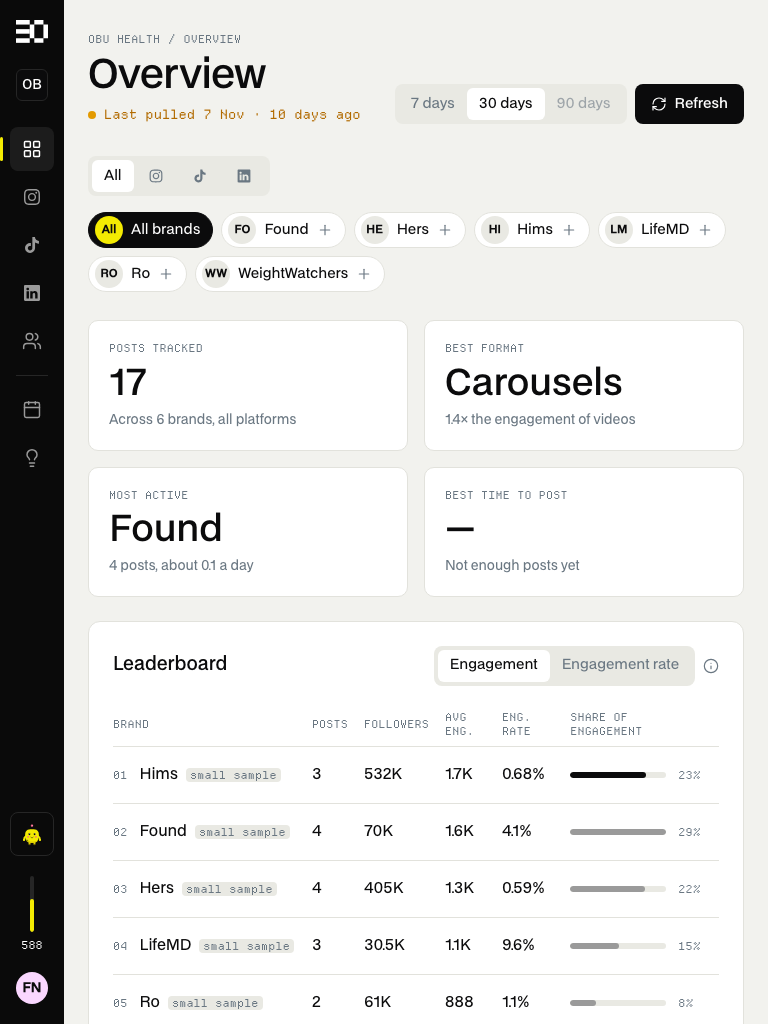 OBU HEALTH / OVERVIEW
Overview
Last pulled 7 Nov · 10 days ago
7 days 30 days 90 days
Refresh
OB
All
All All brands
FO Found +
HE Hers +
HI Hims +
LM LifeMD +
RO Ro +
WW WeightWatchers +
POSTS TRACKED
17
Across 6 brands, all platforms
BEST FORMAT
Carousels
1.4× the engagement of videos
MOST ACTIVE
Found
4 posts, about 0.1 a day
BEST TIME TO POST
—
Not enough posts yet
Leaderboard
Engagement Engagement rate
BRAND POSTS FOLLOWERS AVG ENG. ENG. RATE SHARE OF ENGAGEMENT
01 Hims small sample 3 532K 1.7K 0.68% 23%
02 Found small sample 4 70K 1.6K 4.1% 29%
03 Hers small sample 4 405K 1.3K 0.59% 22%
04 LifeMD small sample 3 30.5K 1.1K 9.6% 15%
05 Ro small sample 2 61K 888 1.1% 8%
588
FN